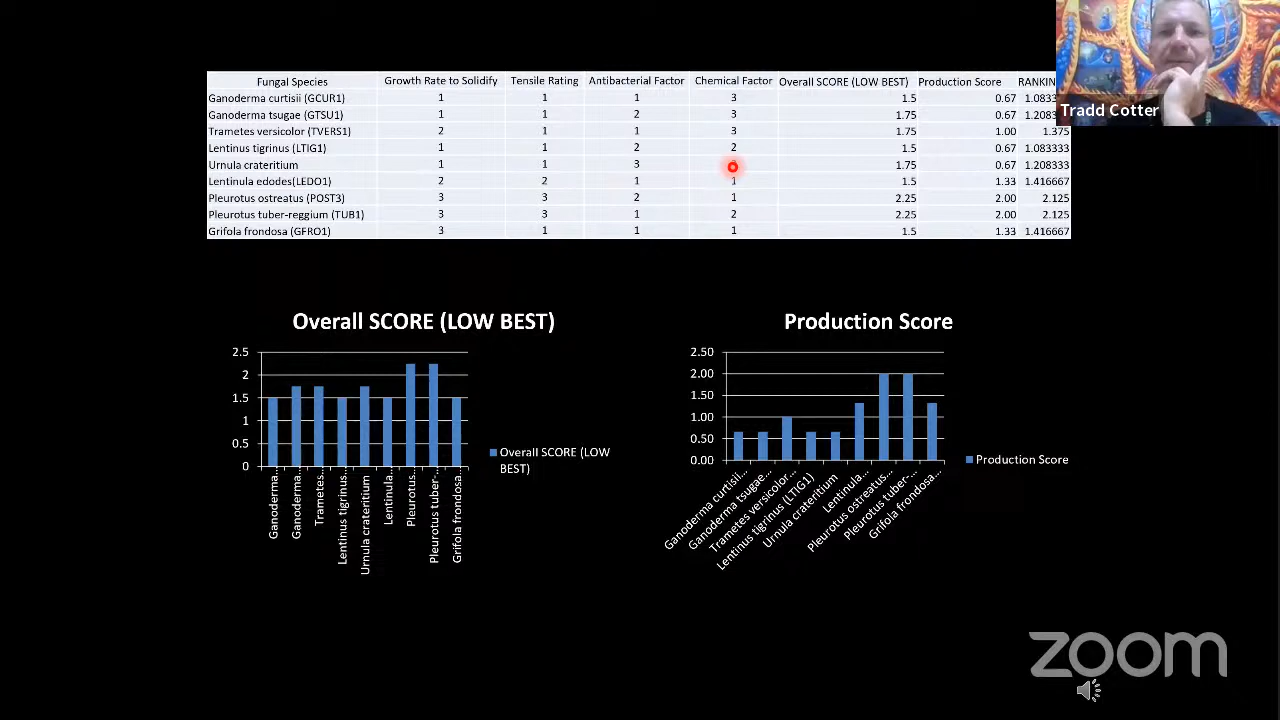 Fungal Species Growth Rate to Solidify Tensile Rating Antibacterial Factor Chemical Factor Overall SCORE (LOW BEST) Production Score RANKIN
Ganoderma curtisii (GCUR1) 1 1 1 3 1.5 0.67 1.0833
Ganoderma tsugae (GTSU1) 1 1 2 3 1.75 0.67 1.2083
Trametes versicolor (TVERS1) 2 1 1 3 1.75 1.00 1.375
Lentinus tigrinus (LTIG1) 1 1 2 2 1.5 0.67 1.083333
Urnula crateritium 1 1 3 1.75 0.67 1.208333
Lentinula edodes(LEDO1) 2 2 1 1 1.5 1.33 1.416667
Pleurotus ostreatus (POST3) 3 3 2 1 2.25 2.00 2.125
Pleurotus tuber-reggium (TUB1) 3 3 1 2 2.25 2.00 2.125
Grifola frondosa (GFRO1) 3 1 1 1 1.5 1.33 1.416667
Tradd Cotter
Overall SCORE (LOW BEST)
2.5
2
1.5
1
0.5
0
Ganoderma...
Ganoderma...
Trametes...
Lentinus tigrinus...
Urnula crateritium
Lentinula...
Pleurotus...
Pleurotus tuber-...
Grifola frondosa...
Overall SCORE (LOW
BEST)
Production Score
2.50
2.00
1.50
1.00
0.50
0.00
Ganoderma curtisii...
Ganoderma tsugae...
Trametes versicolor...
Lentinus tigrinus (LTIG1)
Urnula crateritium
Lentinula...
Pleurotus ostreatus...
Pleurotus tuber-...
Grifola frondosa...
Production Score
zoom